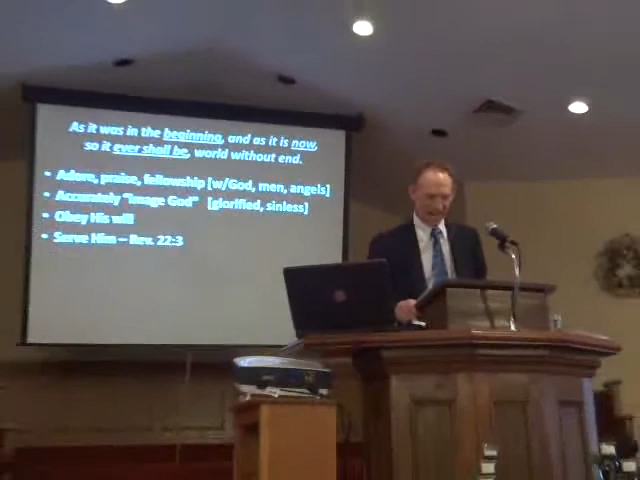 As it was in the beginning, and as it is now,
so it ever shall be, world without end.
• Adore, praise, fellowship [w/God, men, angels]
• Accurately "Image God" [glorified, sinless]
• Obey His will
• Serve Him – Rev. 22:3